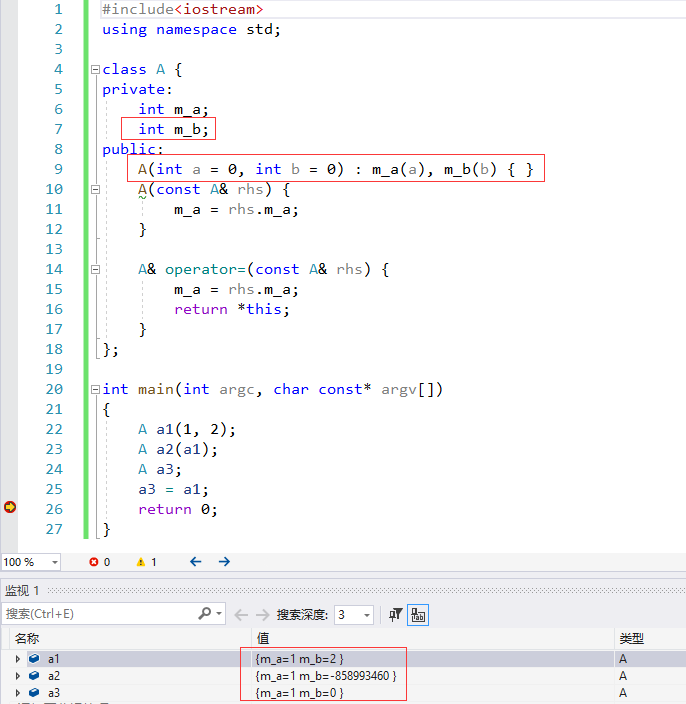 1 #include<iostream>
2 using namespace std;
3
4 class A {
5 private:
6 int m_a;
7 int m_b;
8 public:
9 A(int a = 0, int b = 0) : m_a(a), m_b(b) { }
10 A(const A& rhs) {
11 m_a = rhs.m_a;
12 }
13
14 A& operator=(const A& rhs) {
15 m_a = rhs.m_a;
16 return *this;
17 }
18 };
19
20 int main(int argc, char const* argv[])
21 {
22 A a1(1, 2);
23 A a2(a1);
24 A a3;
25 a3 = a1;
26 return 0;
27 }
100 % 0 1
监视 1
搜索(Ctrl+E) 搜索深度: 3
名称 值 类型
a1 {m_a=1 m_b=2 } A
a2 {m_a=1 m_b=-858993460 } A
a3 {m_a=1 m_b=0 } A